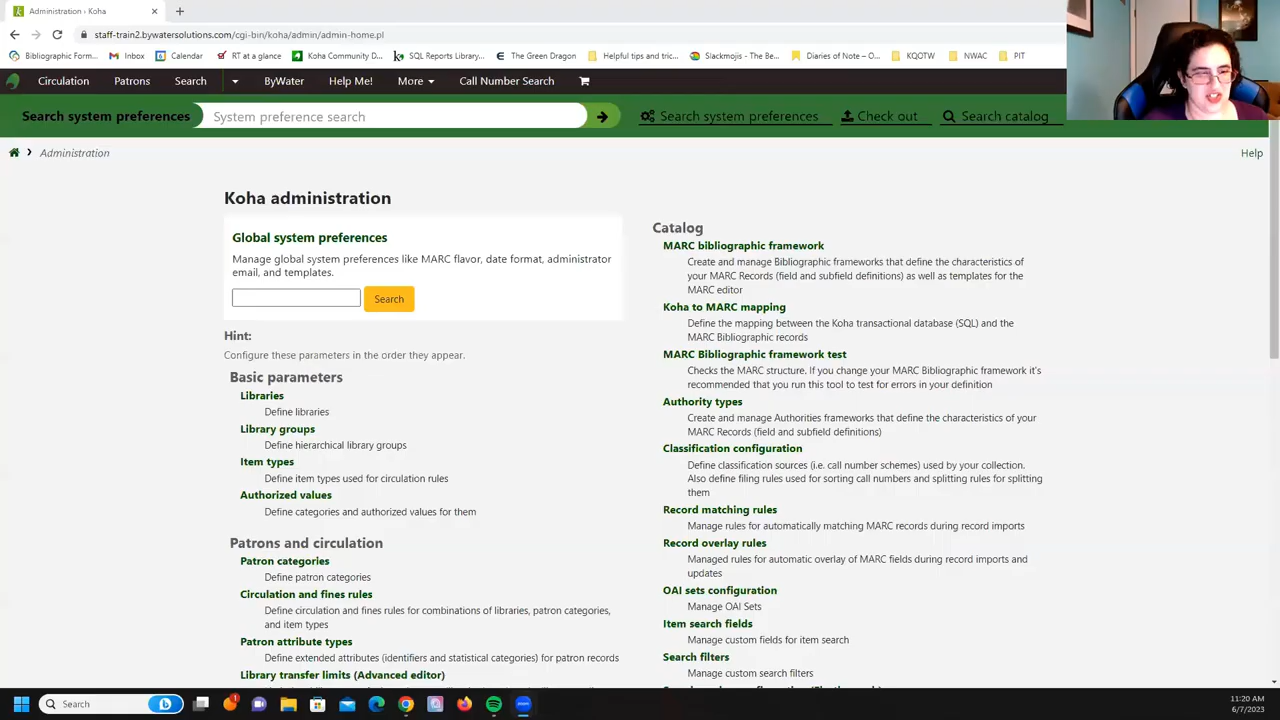 Administration › Koha
staff-train2.bywatersolutions.com/cgi-bin/koha/admin/admin-home.pl
Bibliographic Form... Inbox Calendar RT at a glance Koha Community D... SQL Reports Library... The Green Dragon Helpful tips and tric... Slackmojis - The Be... Diaries of Note – O... KQOTW NWAC PIT
Circulation Patrons Search ByWater Help Me! More Call Number Search
Search system preferences System preference search Search system preferences Check out Search catalog
Administration Help
Koha administration
Global system preferences
Manage global system preferences like MARC flavor, date format, administrator
email, and templates.
Search
Hint:
Configure these parameters in the order they appear.
Basic parameters
Libraries
Define libraries
Library groups
Define hierarchical library groups
Item types
Define item types used for circulation rules
Authorized values
Define categories and authorized values for them
Patrons and circulation
Patron categories
Define patron categories
Circulation and fines rules
Define circulation and fines rules for combinations of libraries, patron categories,
and item types
Patron attribute types
Define extended attributes (identifiers and statistical categories) for patron records
Library transfer limits (Advanced editor)
Catalog
MARC bibliographic framework
Create and manage Bibliographic frameworks that define the characteristics of
your MARC Records (field and subfield definitions) as well as templates for the
MARC editor
Koha to MARC mapping
Define the mapping between the Koha transactional database (SQL) and the
MARC Bibliographic records
MARC Bibliographic framework test
Checks the MARC structure. If you change your MARC Bibliographic framework it's
recommended that you run this tool to test for errors in your definition
Authority types
Create and manage Authorities frameworks that define the characteristics of your
MARC Records (field and subfield definitions)
Classification configuration
Define classification sources (i.e. call number schemes) used by your collection.
Also define filing rules used for sorting call numbers and splitting rules for splitting
them
Record matching rules
Manage rules for automatically matching MARC records during record imports
Record overlay rules
Managed rules for automatic overlay of MARC fields during record imports and
updates
OAI sets configuration
Manage OAI Sets
Item search fields
Manage custom fields for item search
Search filters
Manage custom search filters
Search
11:20 AM
6/7/2023